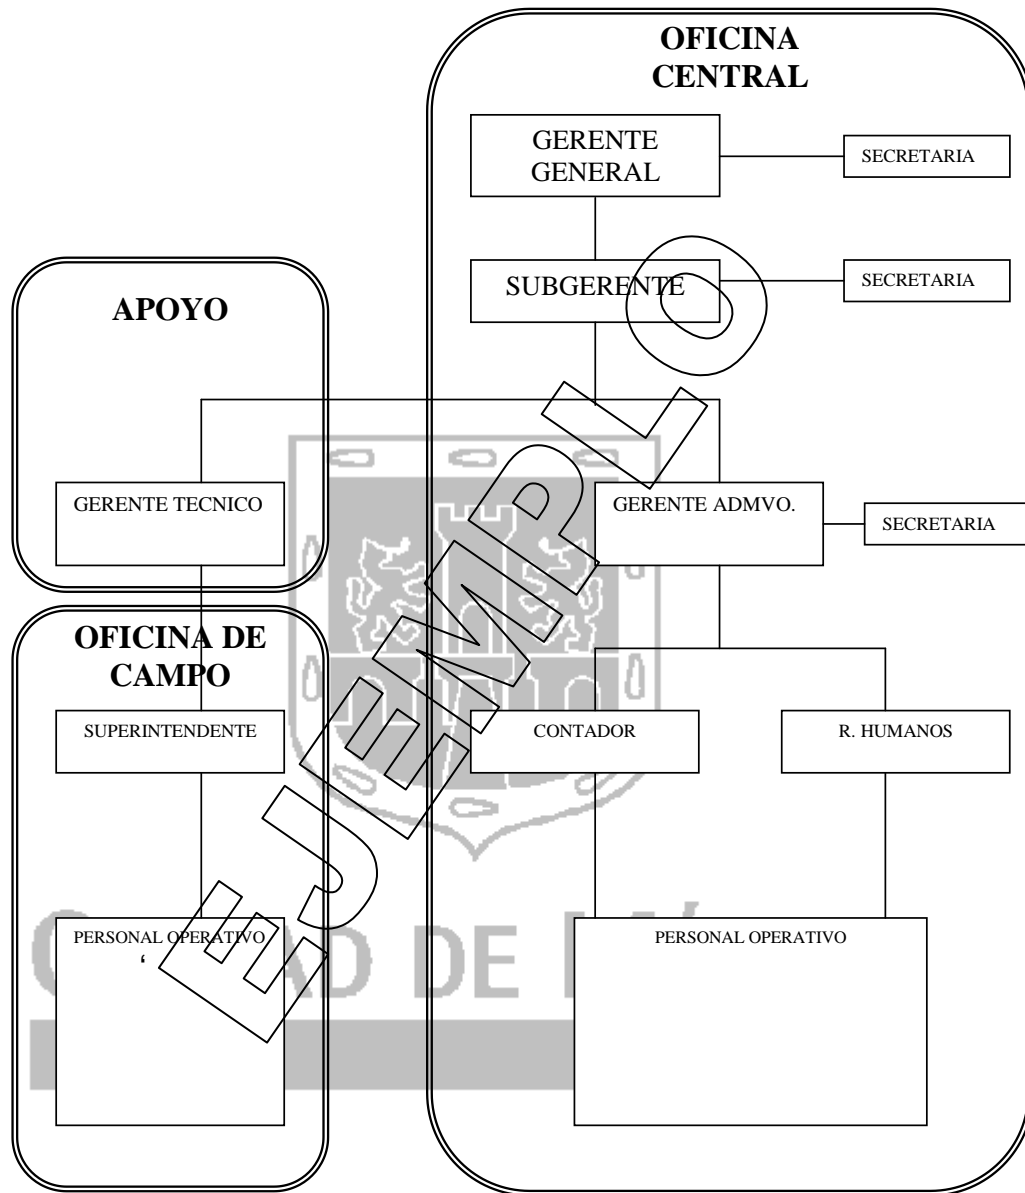 OFICINA
CENTRAL
GERENTE
GENERAL
SECRETARIA
SUBGERENTE
SECRETARIA
APOYO
GERENTE TECNICO
GERENTE ADMVO.
SECRETARIA
OFICINA DE
CAMPO
SUPERINTENDENTE
CONTADOR
R. HUMANOS
PERSONAL OPERATIVO
‘
PERSONAL OPERATIVO
EJEMPLO
DE